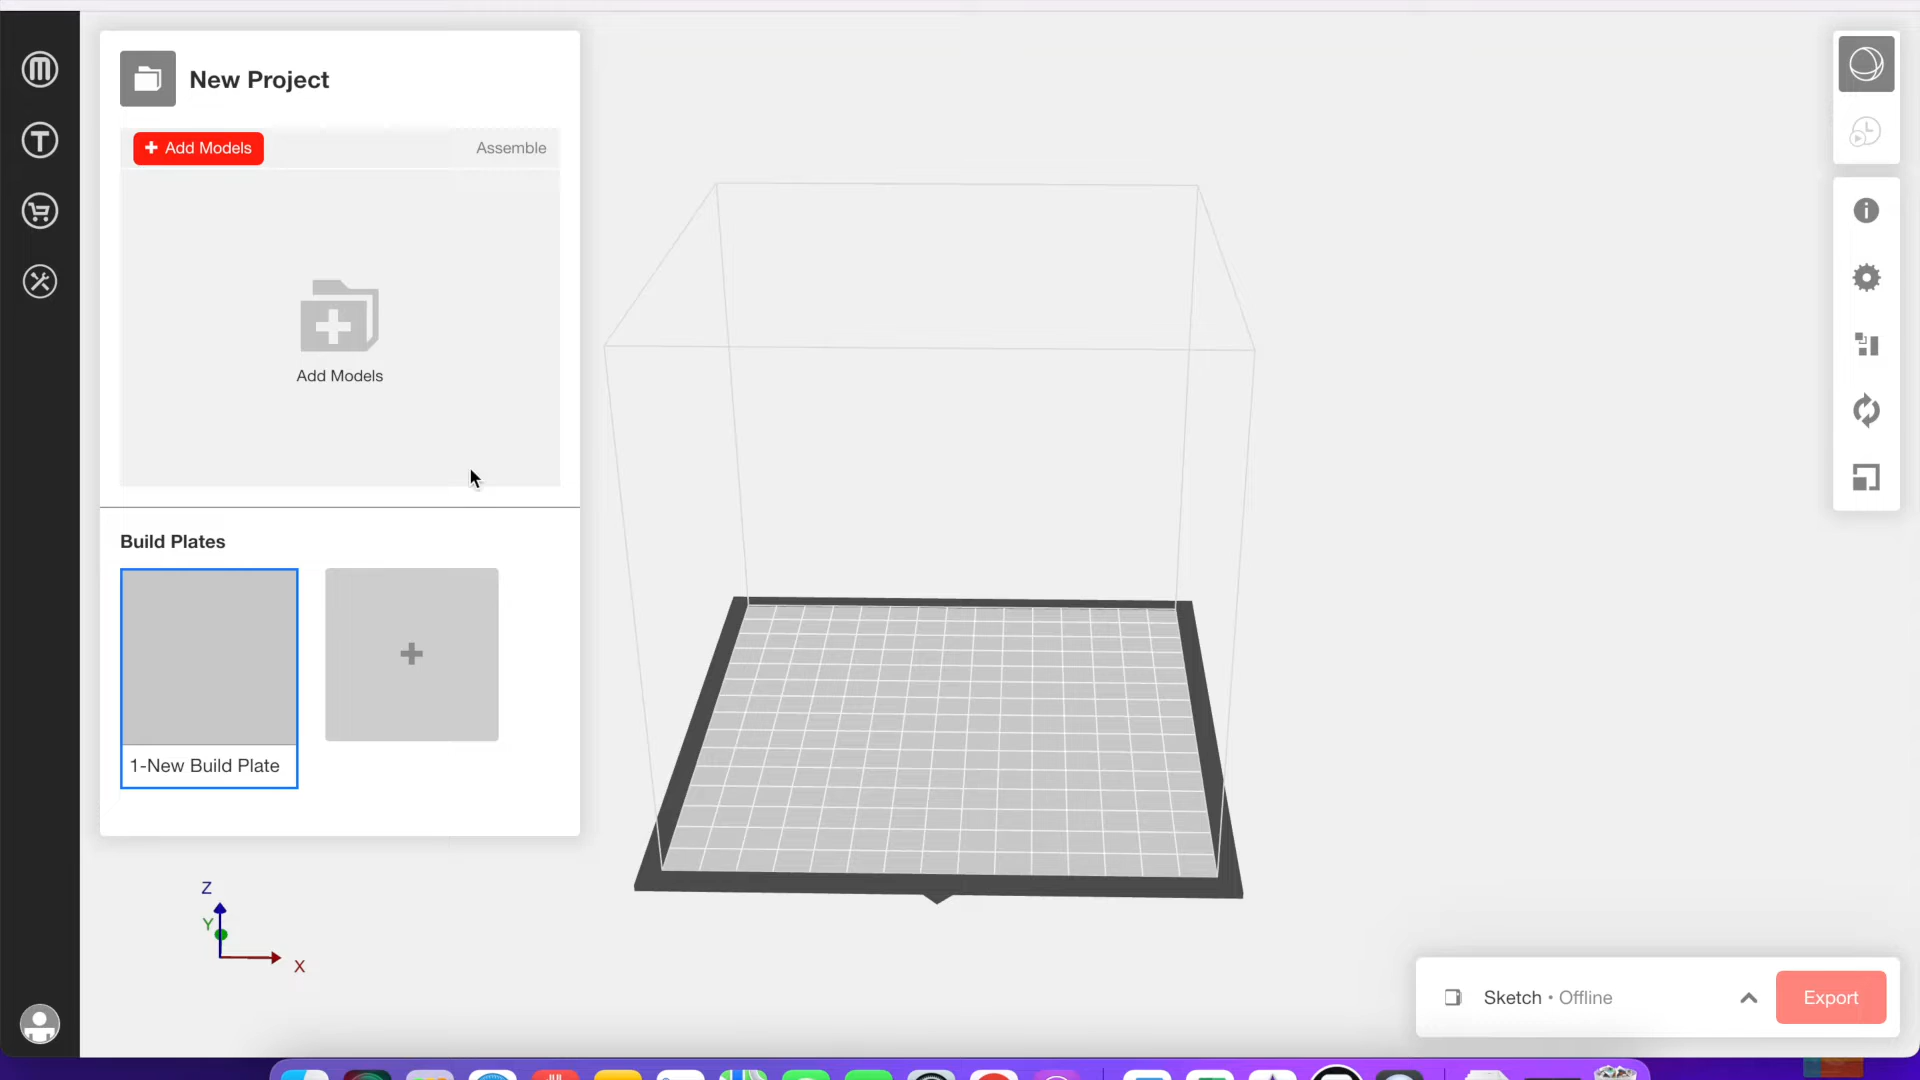 New Project
Add Models
Assemble
Add Models
Build Plates
1-New Build Plate
Z
Y
X
Sketch • Offline
Export